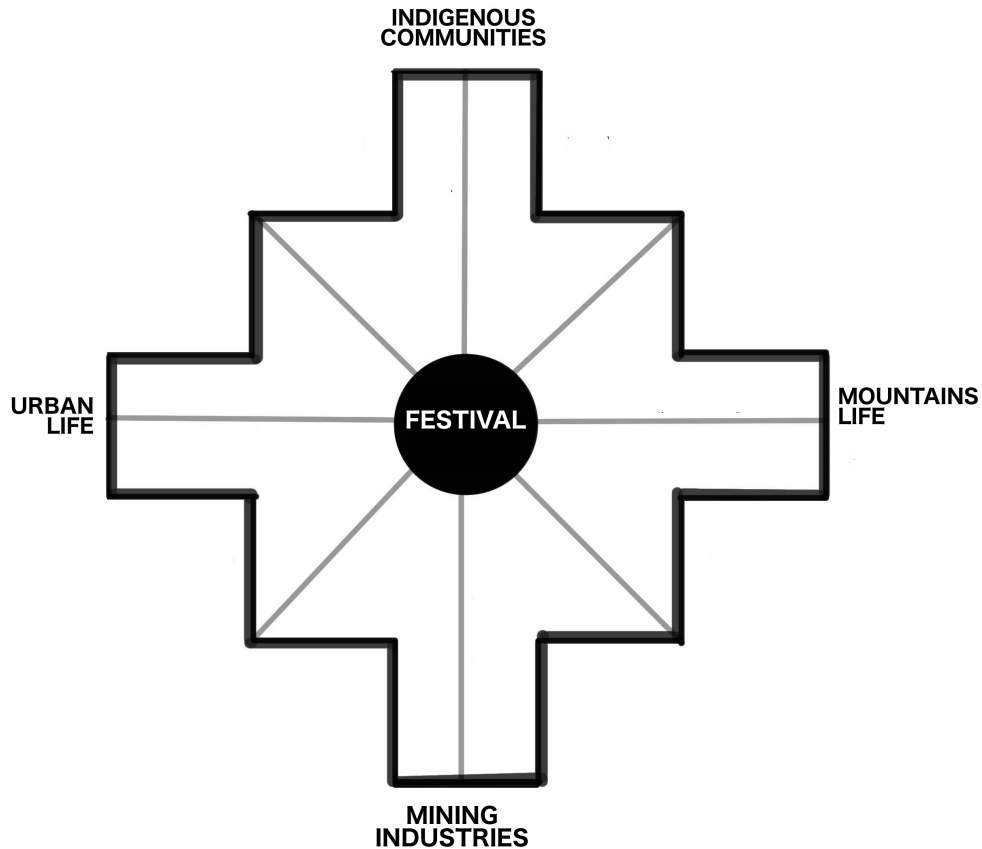 INDIGENOUS
COMMUNITIES
URBAN
LIFE
FESTIVAL
MOUNTAINS
LIFE
MINING
INDUSTRIES